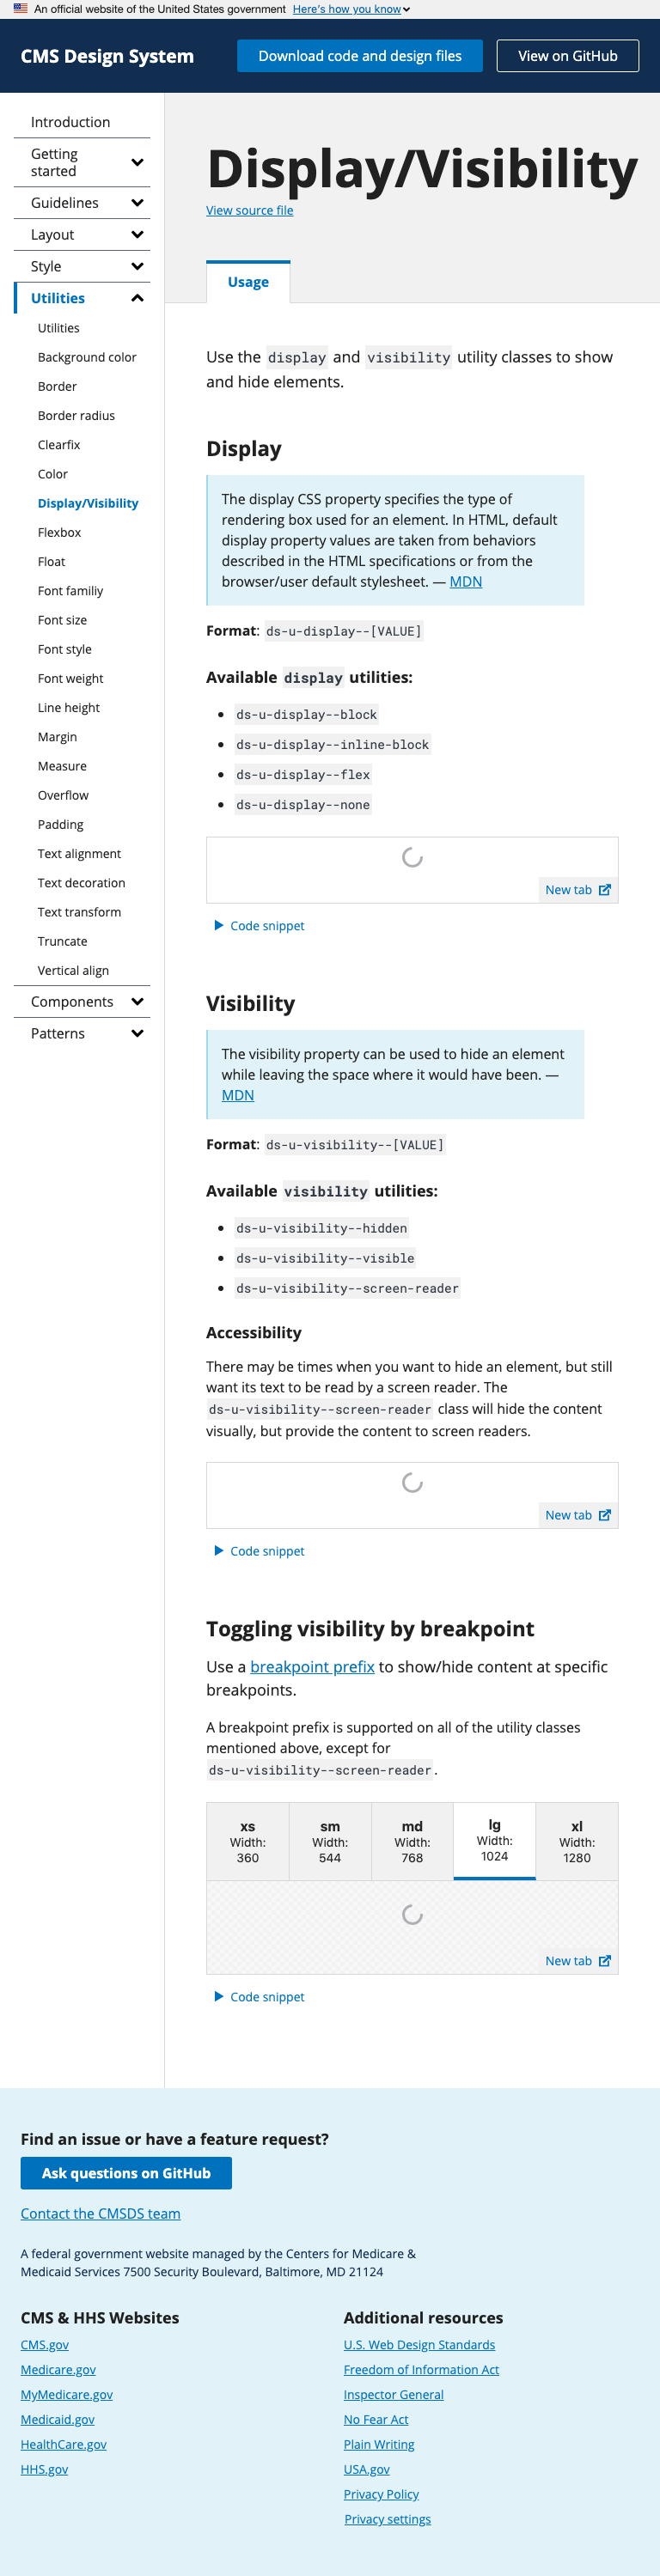 An official website of the United States government Here's how you know
CMS Design System
Download code and design files
View on GitHub
Introduction
Getting
started
Guidelines
Layout
Style
Utilities
Utilities
Background color
Border
Border radius
Clearfix
Color
Display/Visibility
Flexbox
Float
Font familiy
Font size
Font style
Font weight
Line height
Margin
Measure
Overflow
Padding
Text alignment
Text decoration
Text transform
Truncate
Vertical align
Components
Patterns
Display/Visibility
View source file
Usage
Use the display and visibility utility classes to show
and hide elements.
Display
The display CSS property specifies the type of
rendering box used for an element. In HTML, default
display property values are taken from behaviors
described in the HTML specifications or from the
browser/user default stylesheet. — MDN
Format: ds-u-display--[VALUE]
Available display utilities:
ds-u-display--block
ds-u-display--inline-block
ds-u-display--flex
ds-u-display--none
New tab
Code snippet
Visibility
The visibility property can be used to hide an element
while leaving the space where it would have been. —
MDN
Format: ds-u-visibility--[VALUE]
Available visibility utilities:
ds-u-visibility--hidden
ds-u-visibility--visible
ds-u-visibility--screen-reader
Accessibility
There may be times when you want to hide an element, but still
want its text to be read by a screen reader. The
ds-u-visibility--screen-reader class will hide the content
visually, but provide the content to screen readers.
New tab
Code snippet
Toggling visibility by breakpoint
Use a breakpoint prefix to show/hide content at specific
breakpoints.
A breakpoint prefix is supported on all of the utility classes
mentioned above, except for
ds-u-visibility--screen-reader.
xs
Width:
360
sm
Width:
544
md
Width:
768
lg
Width:
1024
xl
Width:
1280
New tab
Code snippet
Find an issue or have a feature request?
Ask questions on GitHub
Contact the CMSDS team
A federal government website managed by the Centers for Medicare &
Medicaid Services 7500 Security Boulevard, Baltimore, MD 21124
CMS & HHS Websites
CMS.gov
Medicare.gov
MyMedicare.gov
Medicaid.gov
HealthCare.gov
HHS.gov
Additional resources
U.S. Web Design Standards
Freedom of Information Act
Inspector General
No Fear Act
Plain Writing
USA.gov
Privacy Policy
Privacy settings